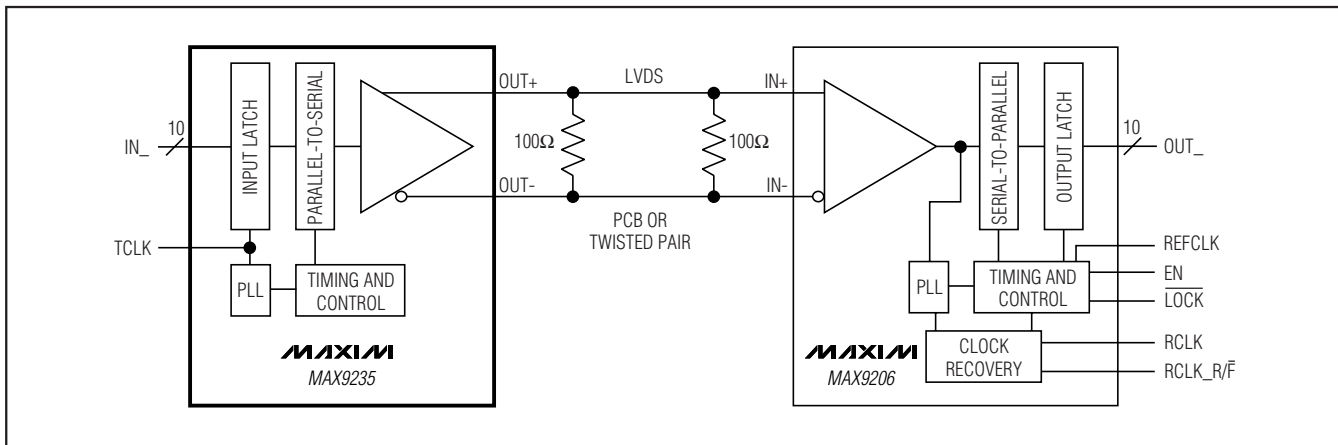 IN_
10
TCLK
INPUT LATCH
PARALLEL-TO-SERIAL
PLL
TIMING AND
CONTROL
MAXIM
MAX9235
OUT+
OUT-
100Ω
LVDS
100Ω
PCB OR
TWISTED PAIR
IN+
IN-
SERIAL-TO-PARALLEL
OUTPUT LATCH
PLL
TIMING AND
CONTROL
CLOCK
RECOVERY
MAXIM
MAX9206
10
OUT_
REFCLK
EN
L̅O̅C̅K̅
RCLK
RCLK_R/F̅